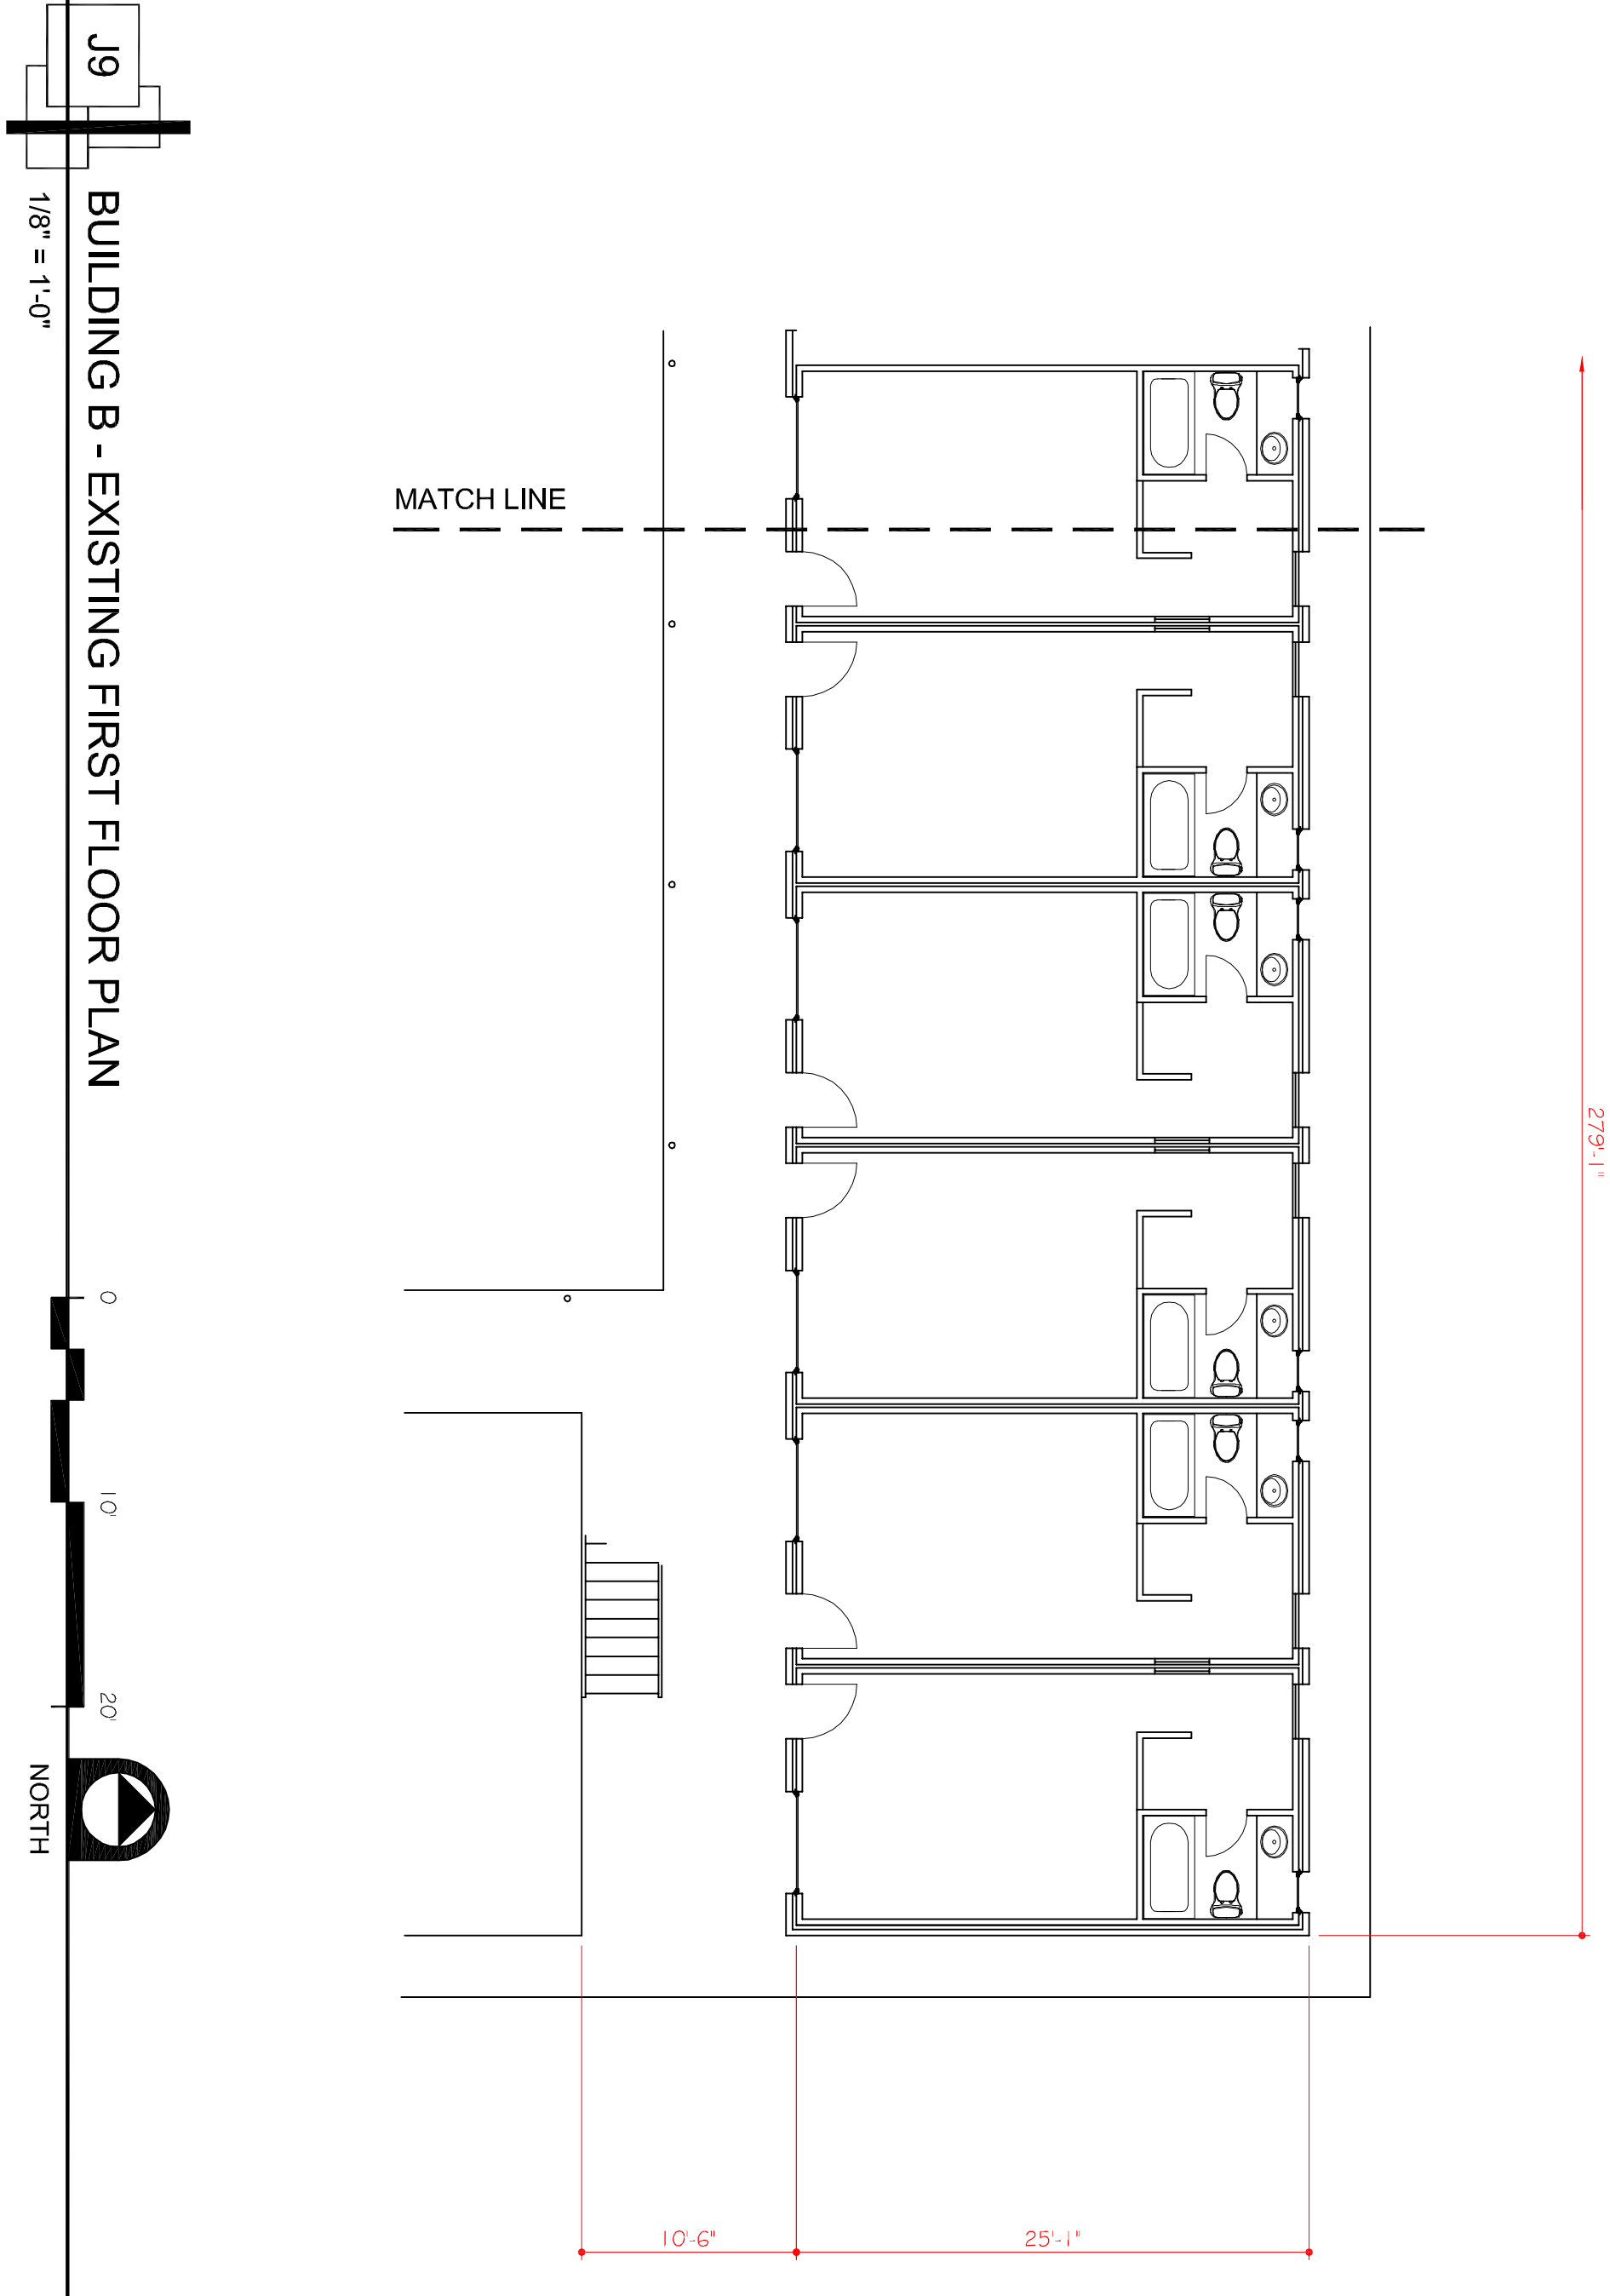 J9
BUILDING B - EXISTING FIRST FLOOR PLAN
1/8" = 1'-0"
0
10'
20'
NORTH
MATCH LINE
279'-1"
10'-6"
25'-1"